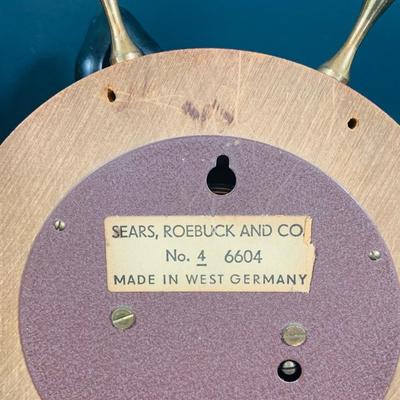 SEARS, ROEBUCK AND CO.
No. 4 6604
MADE IN WEST GERMANY